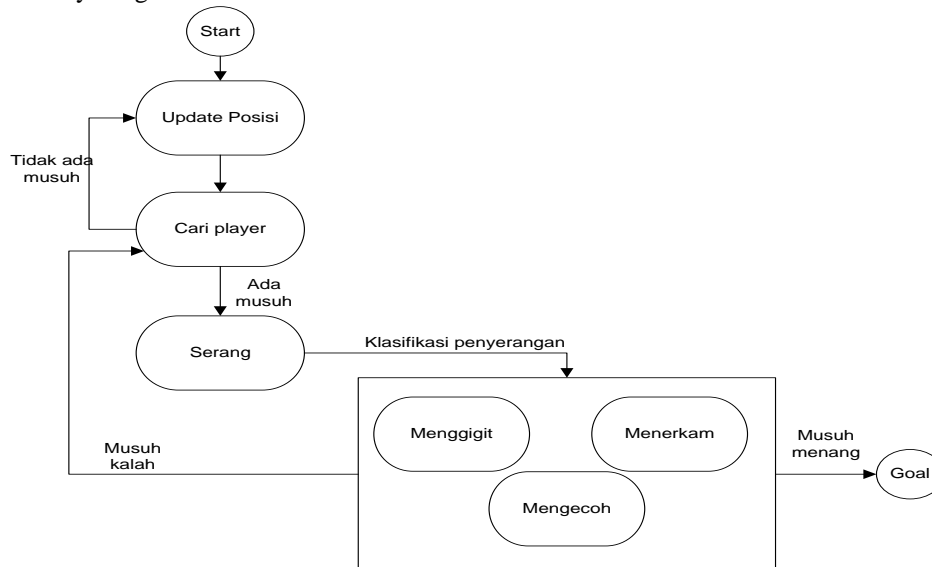 Start
Update Posisi
Tidak ada
musuh
Cari player
Ada
musuh
Serang
Klasifikasi penyerangan
Menggigit
Menerkam
Musuh
menang
Musuh
kalah
Goal
Mengecoh